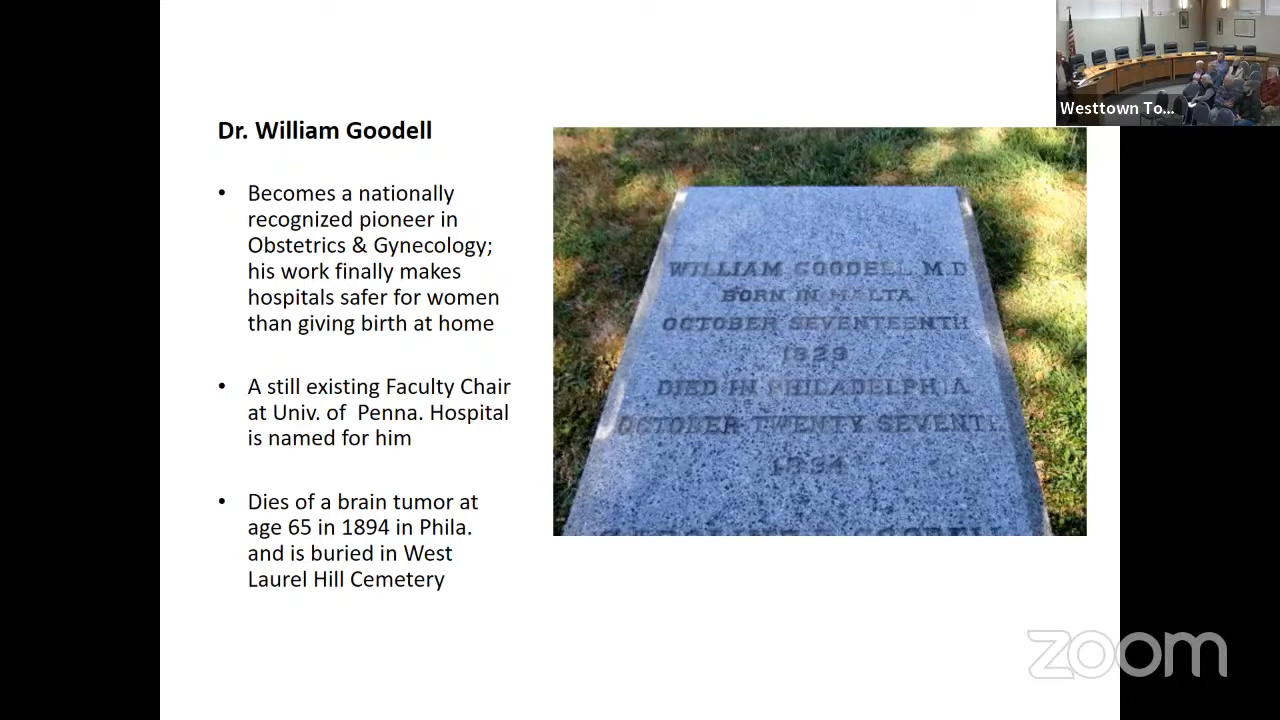 Westtown To...
Dr. William Goodell
• Becomes a nationally
recognized pioneer in
Obstetrics & Gynecology;
his work finally makes
hospitals safer for women
than giving birth at home
• A still existing Faculty Chair
at Univ. of Penna. Hospital
is named for him
• Dies of a brain tumor at
age 65 in 1894 in Phila.
and is buried in West
Laurel Hill Cemetery
WILLIAM GOODELL M.D
BORN IN MALTA
OCTOBER SEVENTEENTH
1829
DIED IN PHILADELPHIA
OCTOBER TWENTY SEVENTH
1894
zoom